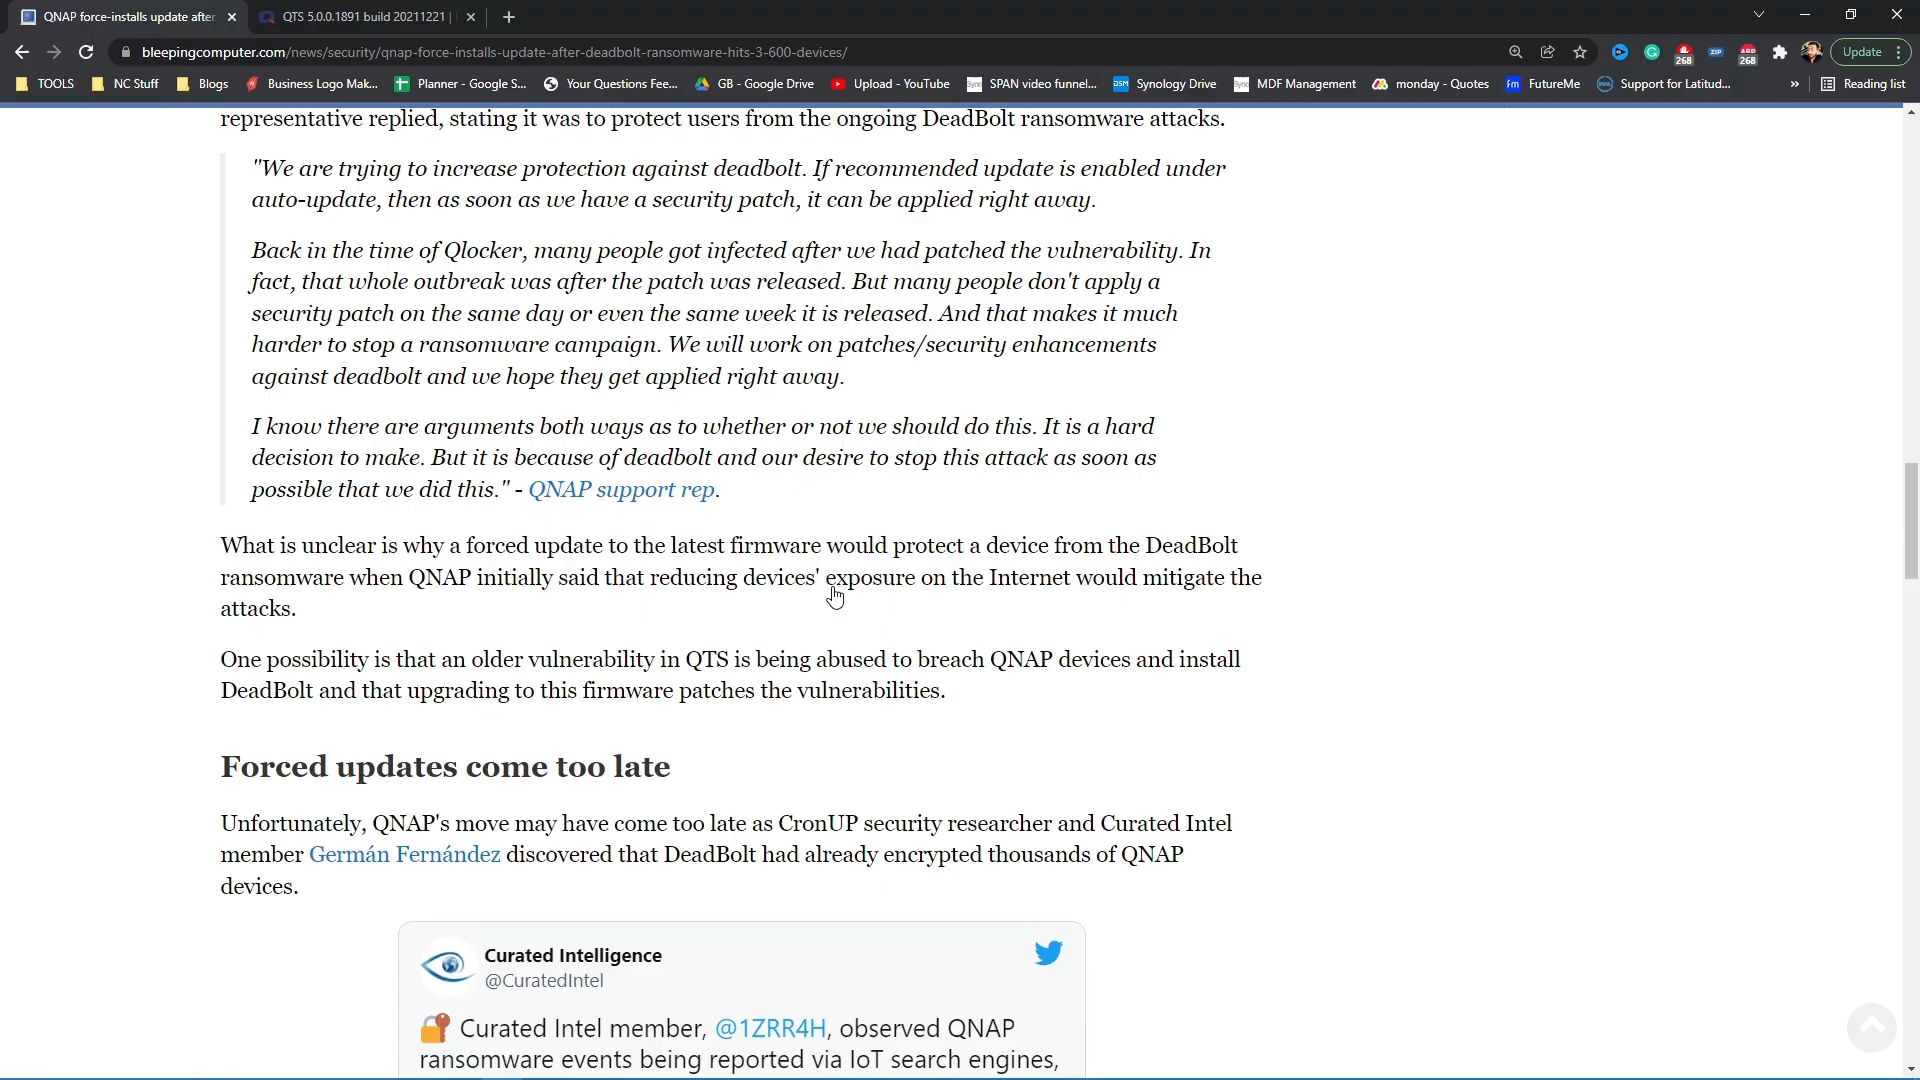 QNAP force-installs update after
QTS 5.0.0.1891 build 20211221 |
bleepingcomputer.com/news/security/qnap-force-installs-update-after-deadbolt-ransomware-hits-3-600-devices/
268
ZIP
ABP
268
Update
TOOLS
NC Stuff
Blogs
Business Logo Mak...
Planner - Google S...
Your Questions Fee...
GB - Google Drive
Upload - YouTube
SPAN video funnel...
DSM
Synology Drive
MDF Management
monday - Quotes
fm
FutureMe
Support for Latitud...
»
Reading list
representative replied, stating it was to protect users from the ongoing DeadBolt ransomware attacks.
"We are trying to increase protection against deadbolt. If recommended update is enabled under
auto-update, then as soon as we have a security patch, it can be applied right away.
Back in the time of Qlocker, many people got infected after we had patched the vulnerability. In
fact, that whole outbreak was after the patch was released. But many people don't apply a
security patch on the same day or even the same week it is released. And that makes it much
harder to stop a ransomware campaign. We will work on patches/security enhancements
against deadbolt and we hope they get applied right away.
I know there are arguments both ways as to whether or not we should do this. It is a hard
decision to make. But it is because of deadbolt and our desire to stop this attack as soon as
possible that we did this." - QNAP support rep.
What is unclear is why a forced update to the latest firmware would protect a device from the DeadBolt
ransomware when QNAP initially said that reducing devices' exposure on the Internet would mitigate the
attacks.
One possibility is that an older vulnerability in QTS is being abused to breach QNAP devices and install
DeadBolt and that upgrading to this firmware patches the vulnerabilities.
Forced updates come too late
Unfortunately, QNAP's move may have come too late as CronUP security researcher and Curated Intel
member Germán Fernández discovered that DeadBolt had already encrypted thousands of QNAP
devices.
Curated Intelligence
@CuratedIntel
Curated Intel member, @1ZRR4H, observed QNAP
ransomware events being reported via IoT search engines,